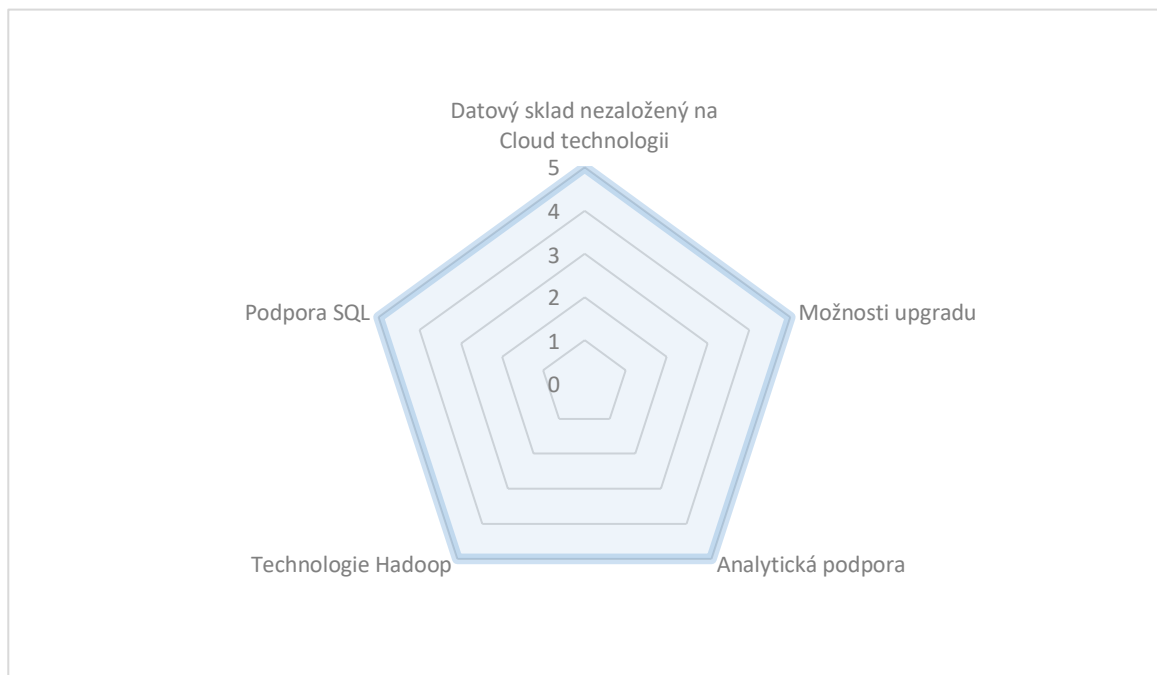 Datový sklad nezaložený na
Cloud technologii
5
4
3
2
1
0
Možnosti upgradu
Podpora SQL
Technologie Hadoop
Analytická podpora